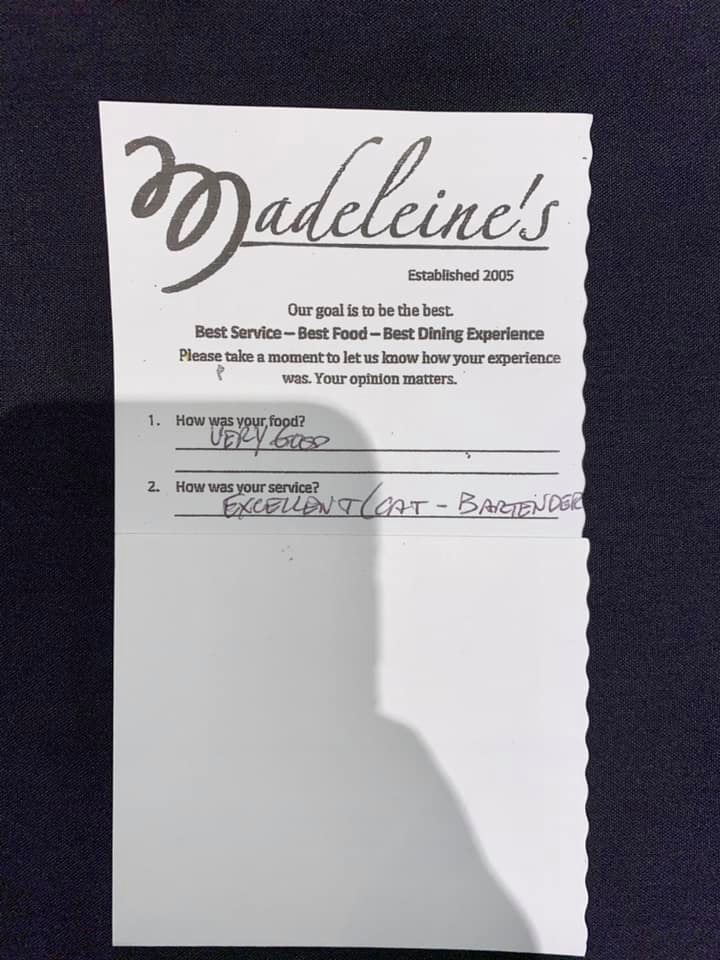 Madeleine's
Established 2005
Our goal is to be the best.
Best Service – Best Food – Best Dining Experience
Please take a moment to let us know how your experience
was. Your opinion matters.
1. How was your food?
VERY GOOD
2. How was your service?
EXCELLENT/CAT - BARTENDER